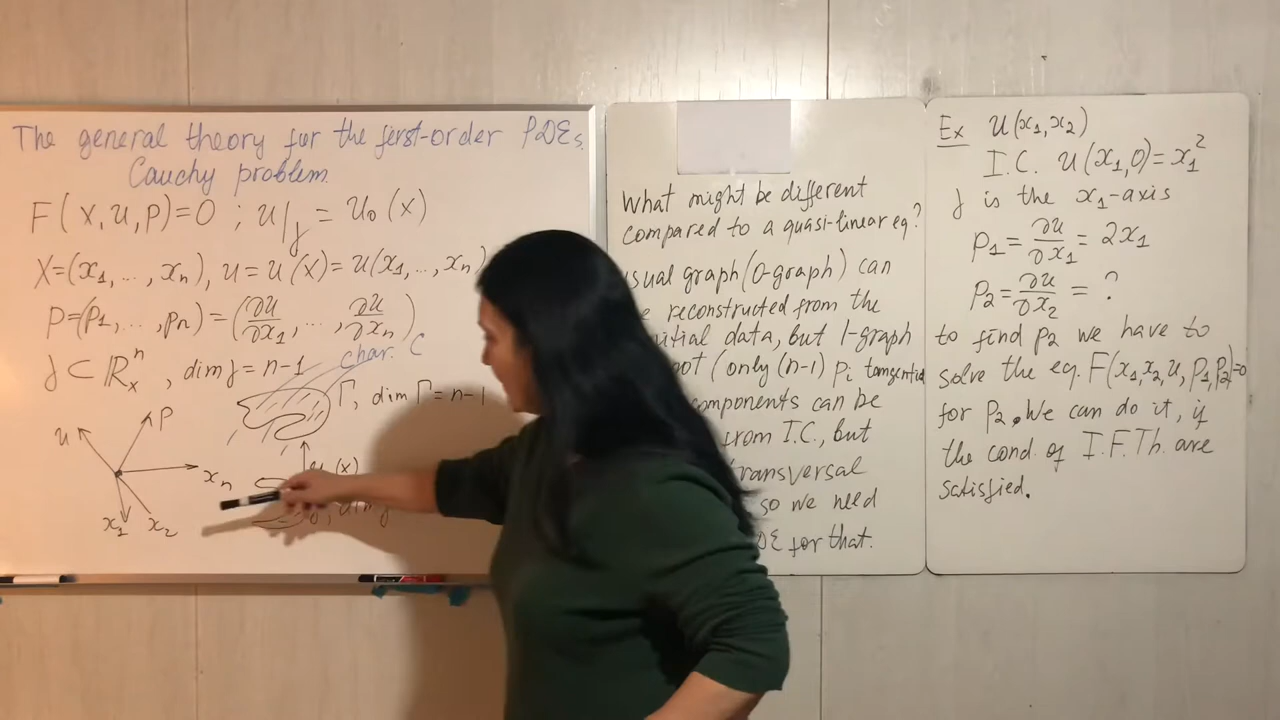 The general theory for the ferst-order PDEs.
Cauchy problem.
F(x,u,p)=0 ; u|γ = u₀(x)
X=(x₁,...,xₙ), u=u(x)=u(x₁,...,xₙ)
p=(p₁,...,pₙ)=(∂u/∂x₁,...,∂u/∂xₙ)
γ⊂ℝⁿₓ, dim γ=n-1
char. C
Γ, dim Γ=n-1
u
p
xₙ
x₁
x₂
(x)
What might be different
compared to a quasi-linear eq?
usual graph (0-graph) can
reconstructed from the
initial data, but 1-graph
not (only (n-1) pᵢ tangential
components can be
from I.C., but
transversal
so we need
for that.
Ex u(x₁,x₂)
I.C. u(x₁,0)=x₁²
γ is the x₁-axis
p₁=∂u/∂x₁=2x₁
p₂=∂u/∂x₂=?
to find p₂ we have to
solve the eq. F(x₁,x₂,u,p₁,p₂)=0
for p₂. We can do it, if
the cond. of I.F.Th. are
satisfied.